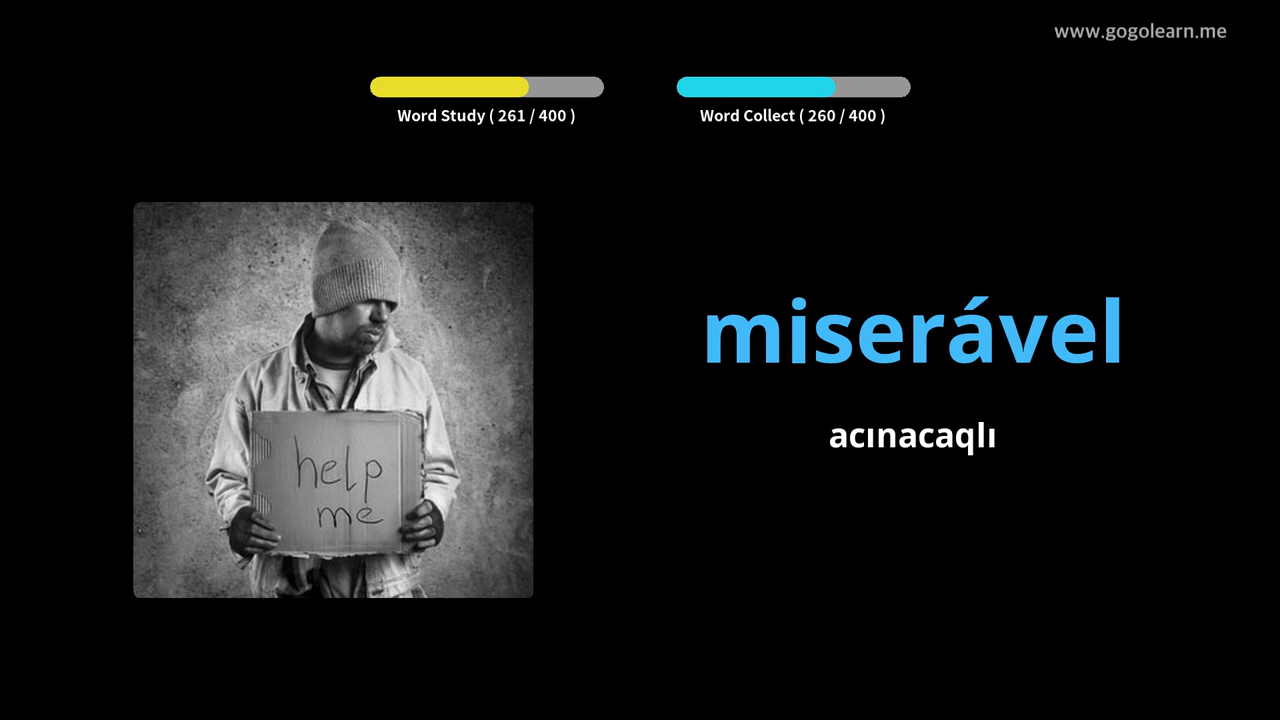 www.gogolearn.me
Word Study ( 261 / 400 )
Word Collect ( 260 / 400 )
help
me
miserável
acınacaqlı